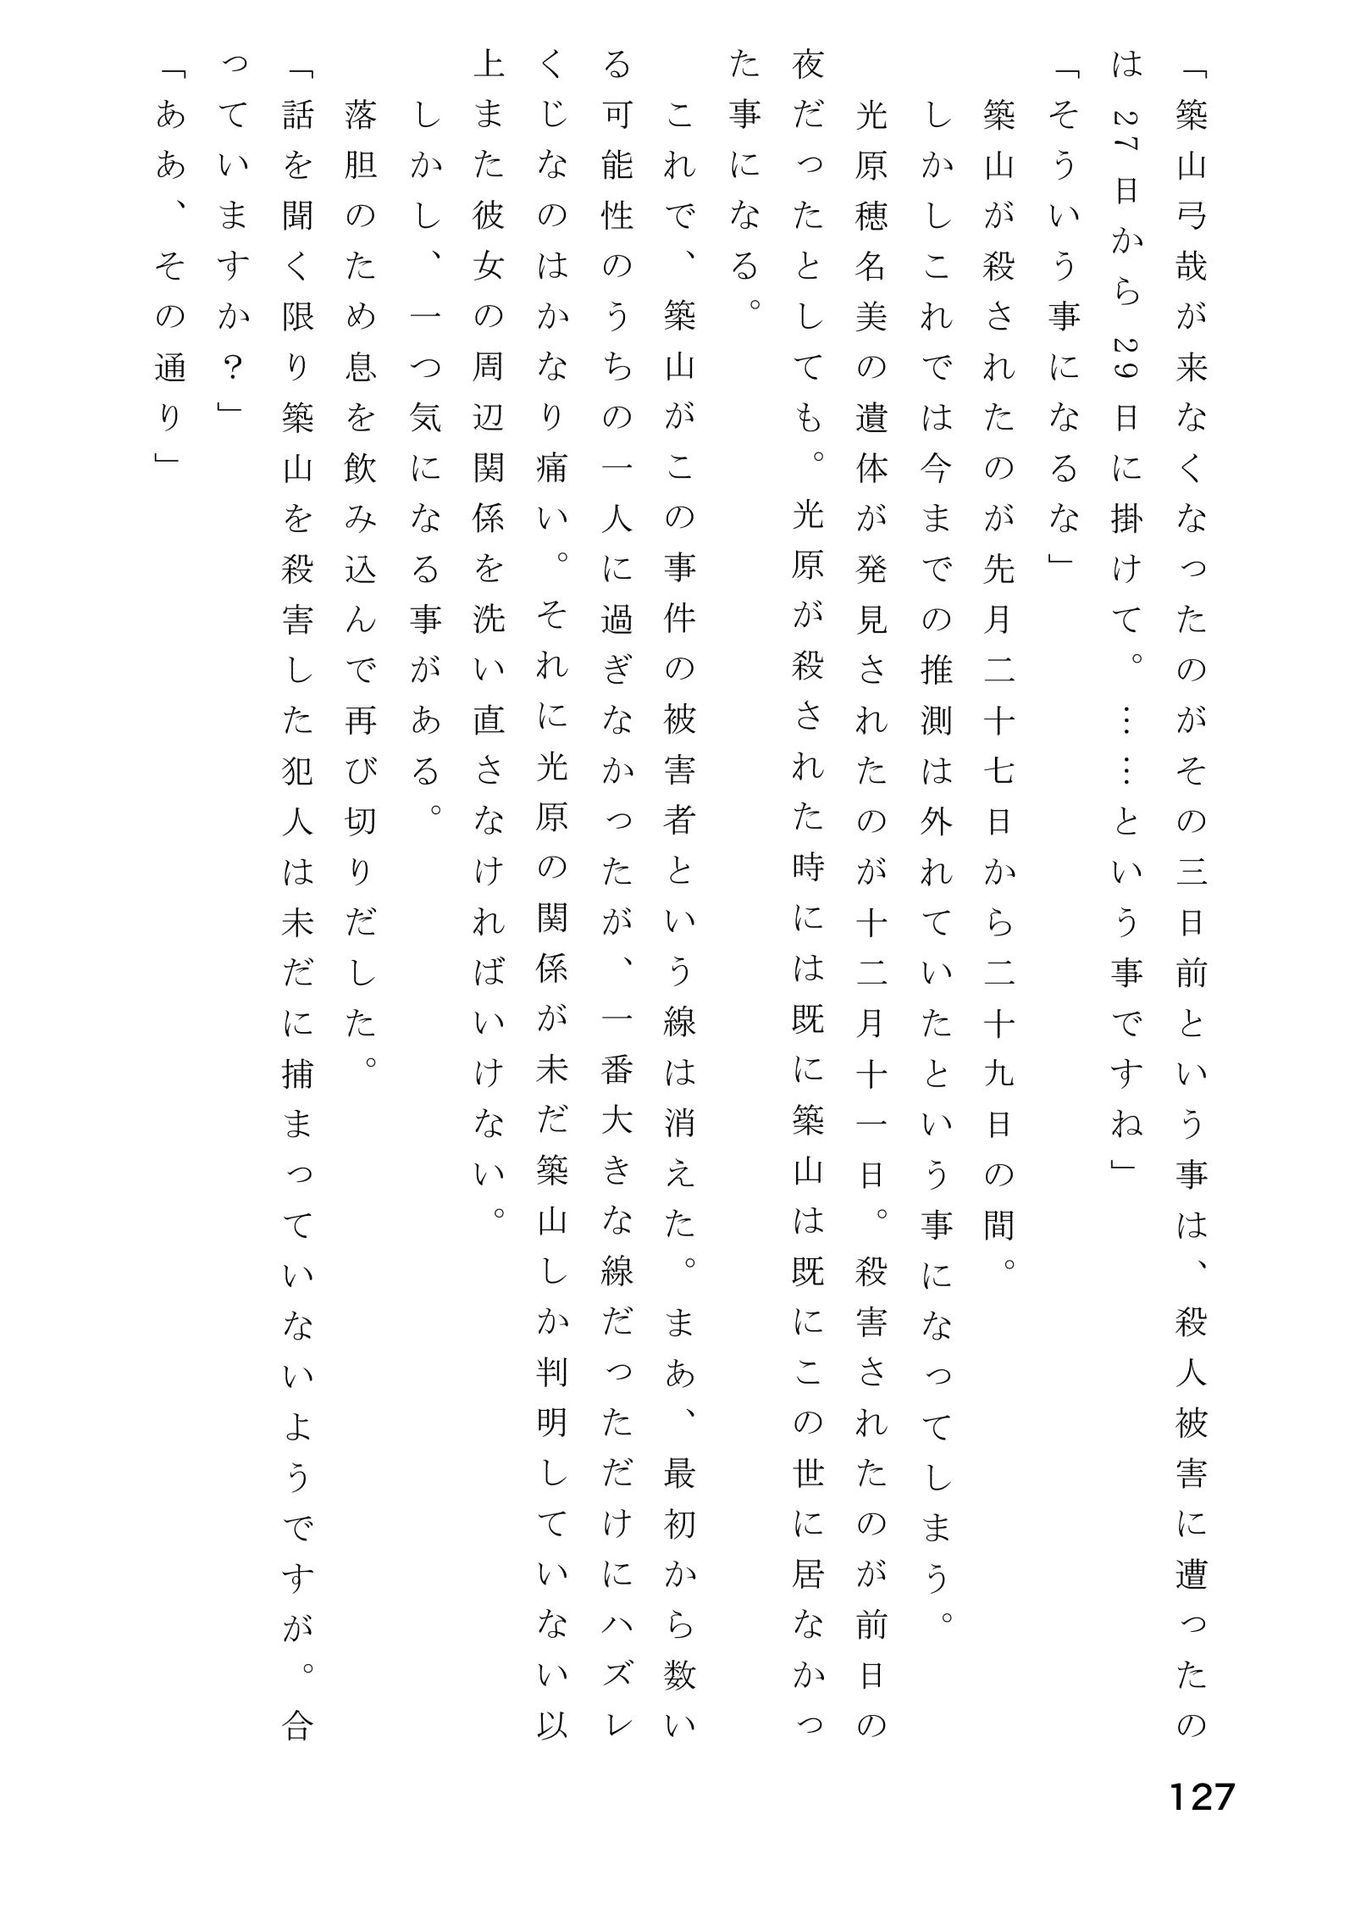 「築山弓哉が来なくなったのがその三日前という事は、殺人被害に遭ったの
は27日から29日に掛けて。……という事ですね」
「そういう事になるな」
　築山が殺されたのが先月二十七日から二十九日の間。
　しかしこれでは今までの推測は外れていたという事になってしまう。
　光原穂名美の遺体が発見されたのが十二月十一日。殺害されたのが前日の
夜だったとしても。光原が殺された時には既に築山は既にこの世に居なかっ
た事になる。
　これで、築山がこの事件の被害者という線は消えた。まあ、最初から数い
る可能性のうちの一人に過ぎなかったが、一番大きな線だっただけにハズレ
くじなのはかなり痛い。それに光原の関係が未だ築山しか判明していない以
上また彼女の周辺関係を洗い直さなければいけない。
　しかし、一つ気になる事がある。
　落胆のため息を飲み込んで再び切りだした。
「話を聞く限り築山を殺害した犯人は未だに捕まっていないようですが。合
っていますか？」
「ああ、その通り」
127